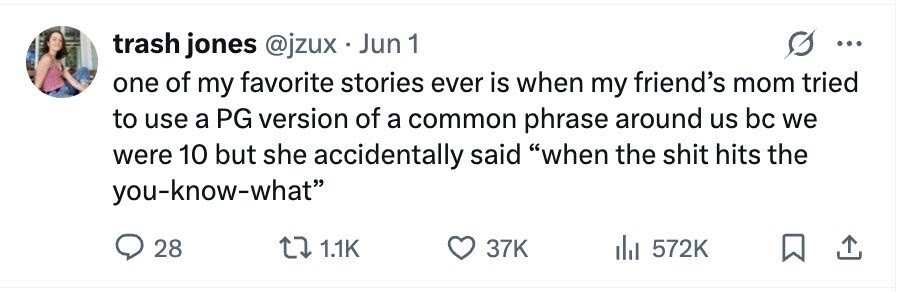 trash jones @jzux · Jun 1
one of my favorite stories ever is when my friend’s mom tried
to use a PG version of a common phrase around us bc we
were 10 but she accidentally said “when the shit hits the
you-know-what”
28 1.1K 37K 572K